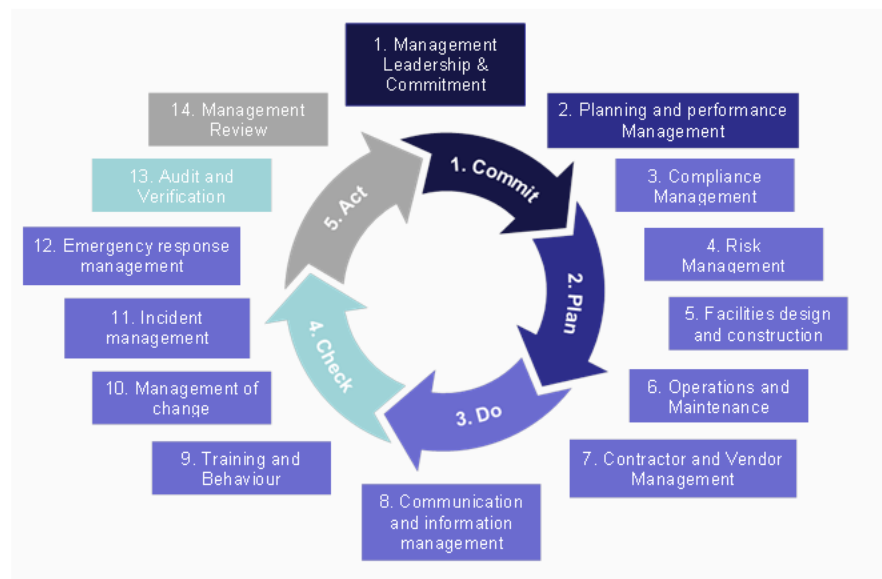 1. Management
Leadership &
Commitment
2. Planning and performance
Management
3. Compliance
Management
4. Risk
Management
5. Facilities design
and construction
6. Operations and
Maintenance
7. Contractor and Vendor
Management
8. Communication
and information
management
9. Training and
Behaviour
10. Management of
change
11. Incident
management
12. Emergency response
management
13. Audit and
Verification
14. Management
Review
1. Commit
2. Plan
3. Do
4. Check
5. Act